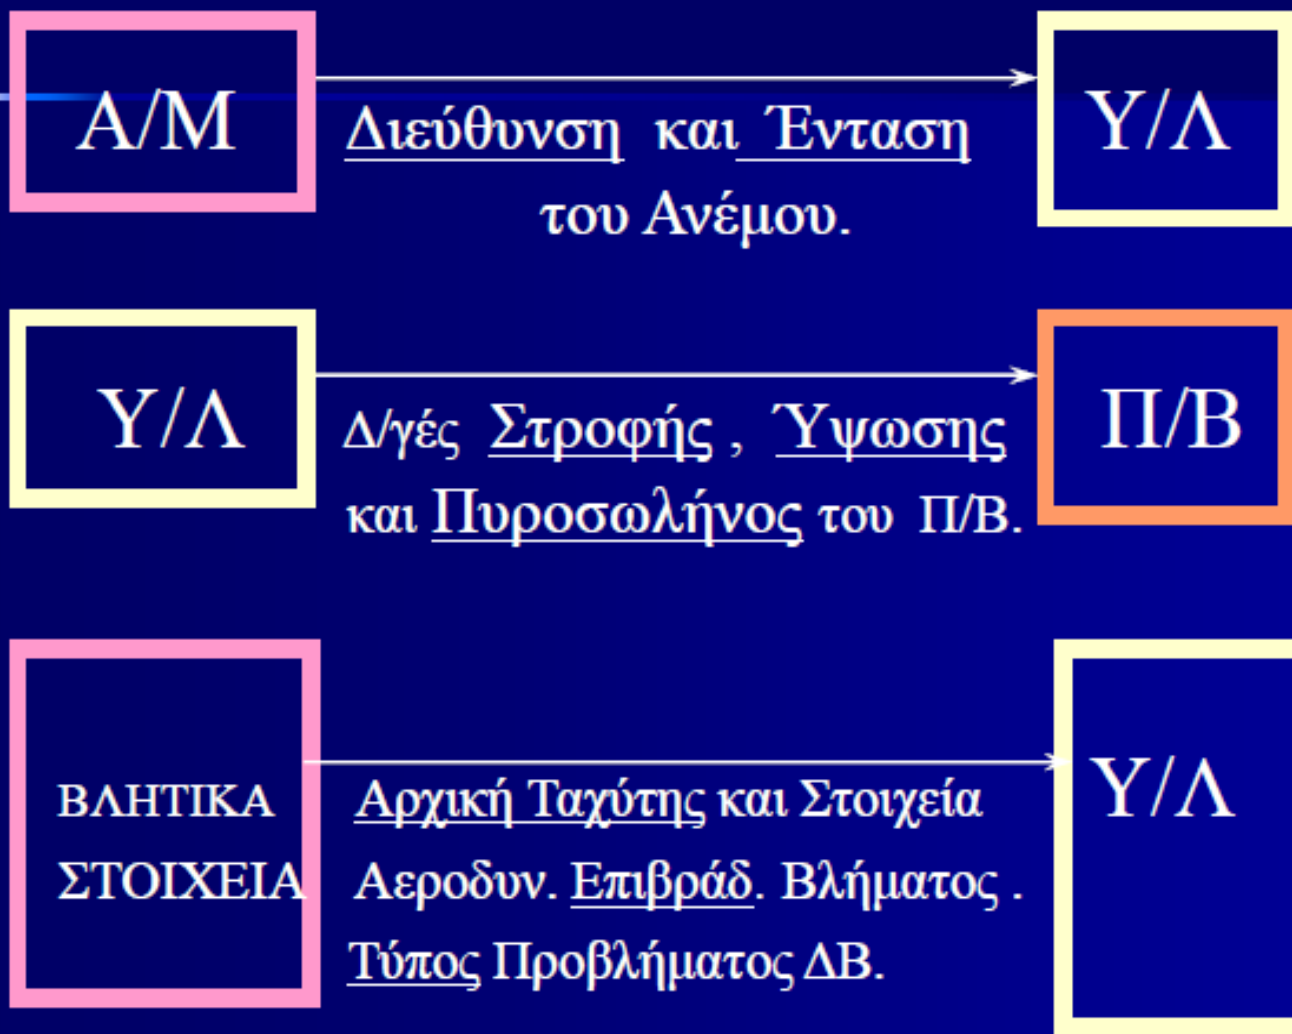 Α/Μ
Διεύθυνση και Ένταση
του Ανέμου.
Υ/Λ
Υ/Λ
Δ/γές Στροφής , Ύψωσης
και Πυροσωλήνος του Π/Β.
Π/Β
ΒΛΗΤΙΚΑ
ΣΤΟΙΧΕΙΑ
Αρχική Ταχύτης και Στοιχεία
Αεροδυν. Επιβράδ. Βλήματος .
Τύπος Προβλήματος ΔΒ.
Υ/Λ